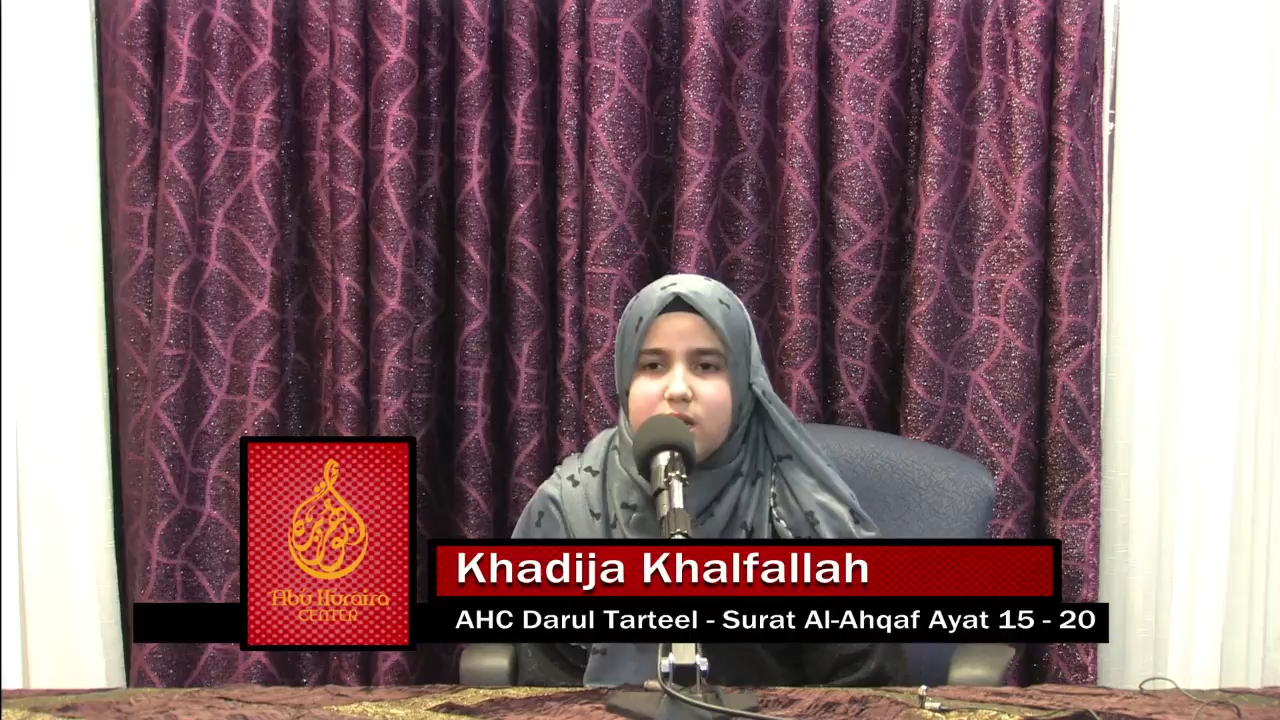 Khadija Khalfallah
Abu Huraira
CENTER
AHC Darul Tarteel - Surat Al-Ahqaf Ayat 15 - 20